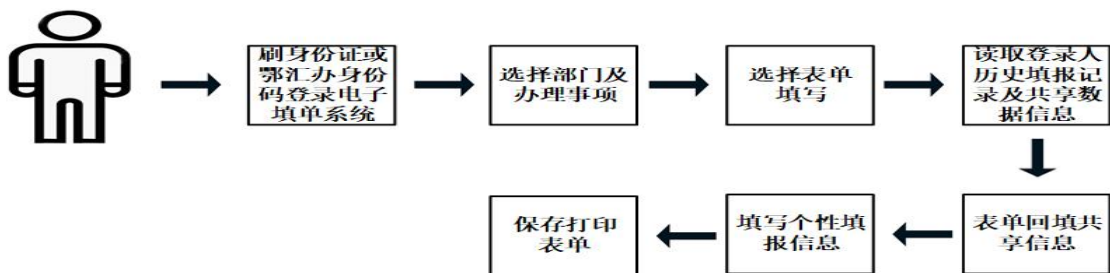 刷身份证或
鄂汇办身份
码登录电子
填单系统
选择部门及
办理事项
选择表单
填写
读取登录人
历史填报记
录及共享数
据信息
表单回填共
享信息
填写个性填
报信息
保存打印
表单